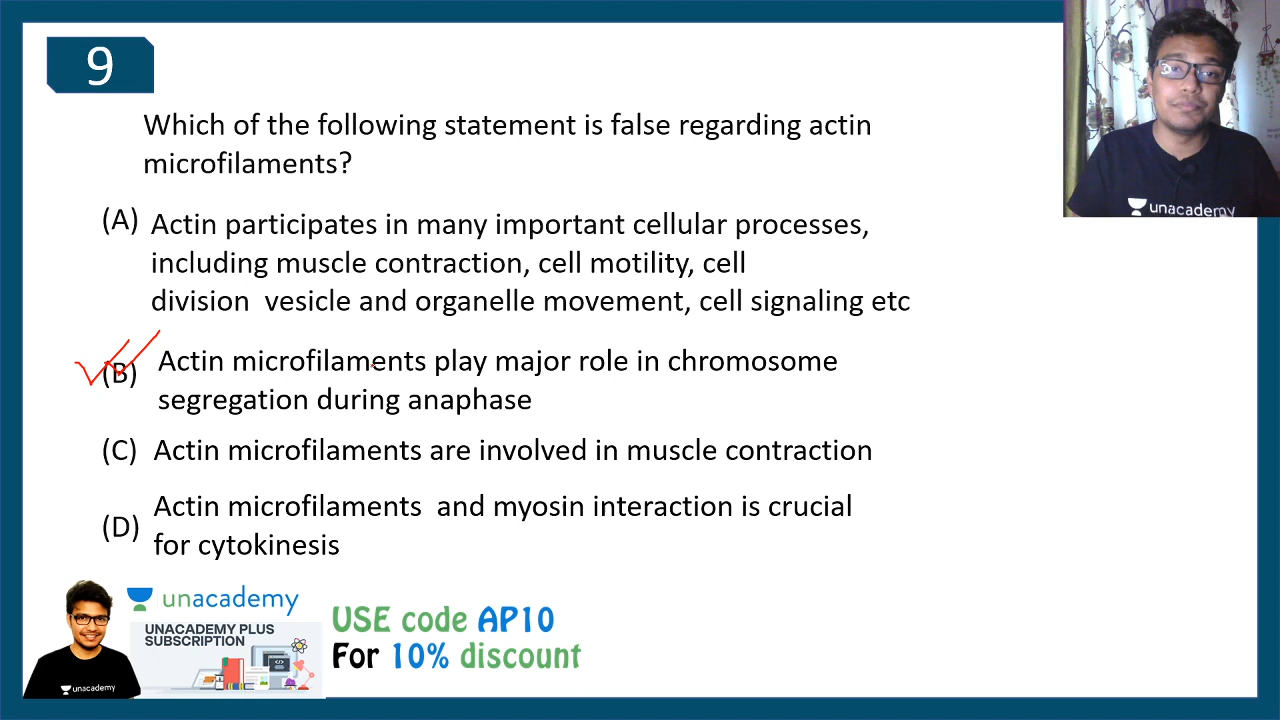 9
unacademy
Which of the following statement is false regarding actin
microfilaments?
(A) Actin participates in many important cellular processes,
including muscle contraction, cell motility, cell
division  vesicle and organelle movement, cell signaling etc
(B) Actin microfilaments play major role in chromosome
segregation during anaphase
(C) Actin microfilaments are involved in muscle contraction
(D) Actin microfilaments  and myosin interaction is crucial
for cytokinesis
unacademy
UNACADEMY PLUS
SUBSCRIPTION
unacademy
USE code AP10
For 10% discount